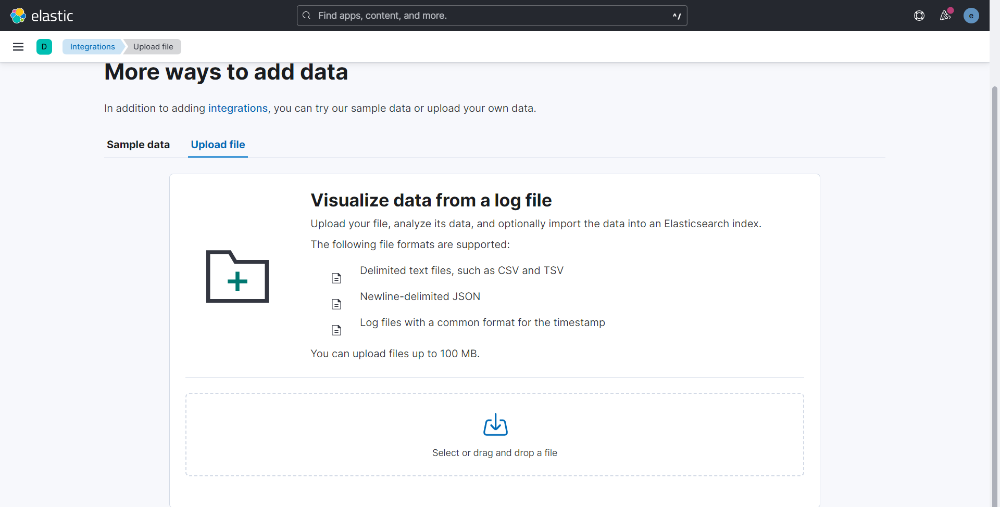 elastic
Find apps, content, and more.
^/
e
D
Integrations
Upload file
More ways to add data
In addition to adding integrations, you can try our sample data or upload your own data.
Sample data
Upload file
Visualize data from a log file
Upload your file, analyze its data, and optionally import the data into an Elasticsearch index.
The following file formats are supported:
Delimited text files, such as CSV and TSV
Newline-delimited JSON
Log files with a common format for the timestamp
You can upload files up to 100 MB.
Select or drag and drop a file